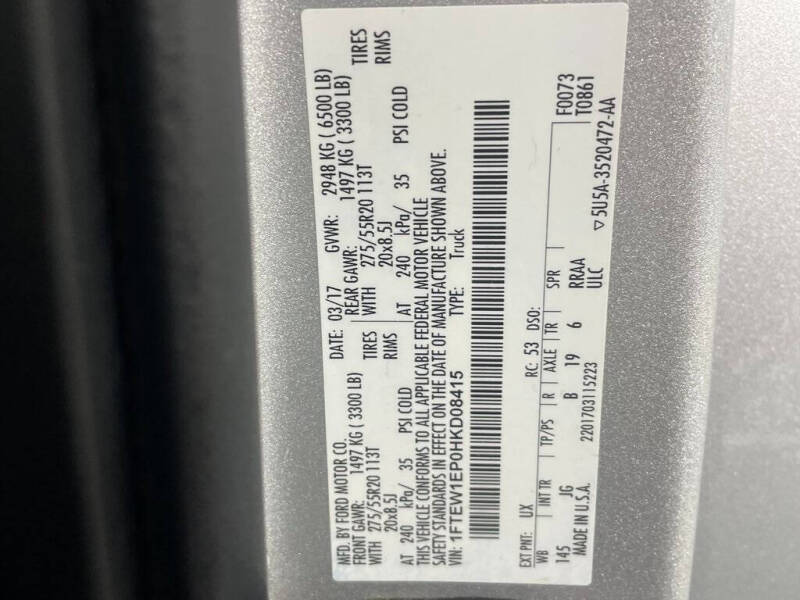 MFD. BY FORD MOTOR CO. DATE: 03/17 GVWR: 2948 KG ( 6500 LB)
FRONT GAWR: 1497 KG ( 3300 LB) REAR GAWR: 1497 KG ( 3300 LB)
WITH 275/55R20 113T TIRES WITH 275/55R20 113T TIRES
20x8.5J RIMS 20x8.5J RIMS
AT 240 kPa/ 35 PSI COLD AT 240 kPa/ 35 PSI COLD
THIS VEHICLE CONFORMS TO ALL APPLICABLE FEDERAL MOTOR VEHICLE
SAFETY STANDARDS IN EFFECT ON THE DATE OF MANUFACTURE SHOWN ABOVE.
VIN: 1FTEW1EP0HKD08415 TYPE: Truck
EXT PNT: UX RC: 53 DSO: F0073
WB INT TR TP/PS R AXLE TR SPR T0861
145 JG B 19 6 RRAA
MADE IN U.S.A. 2201703115223 ULC
▽5U5A-3520472-AA